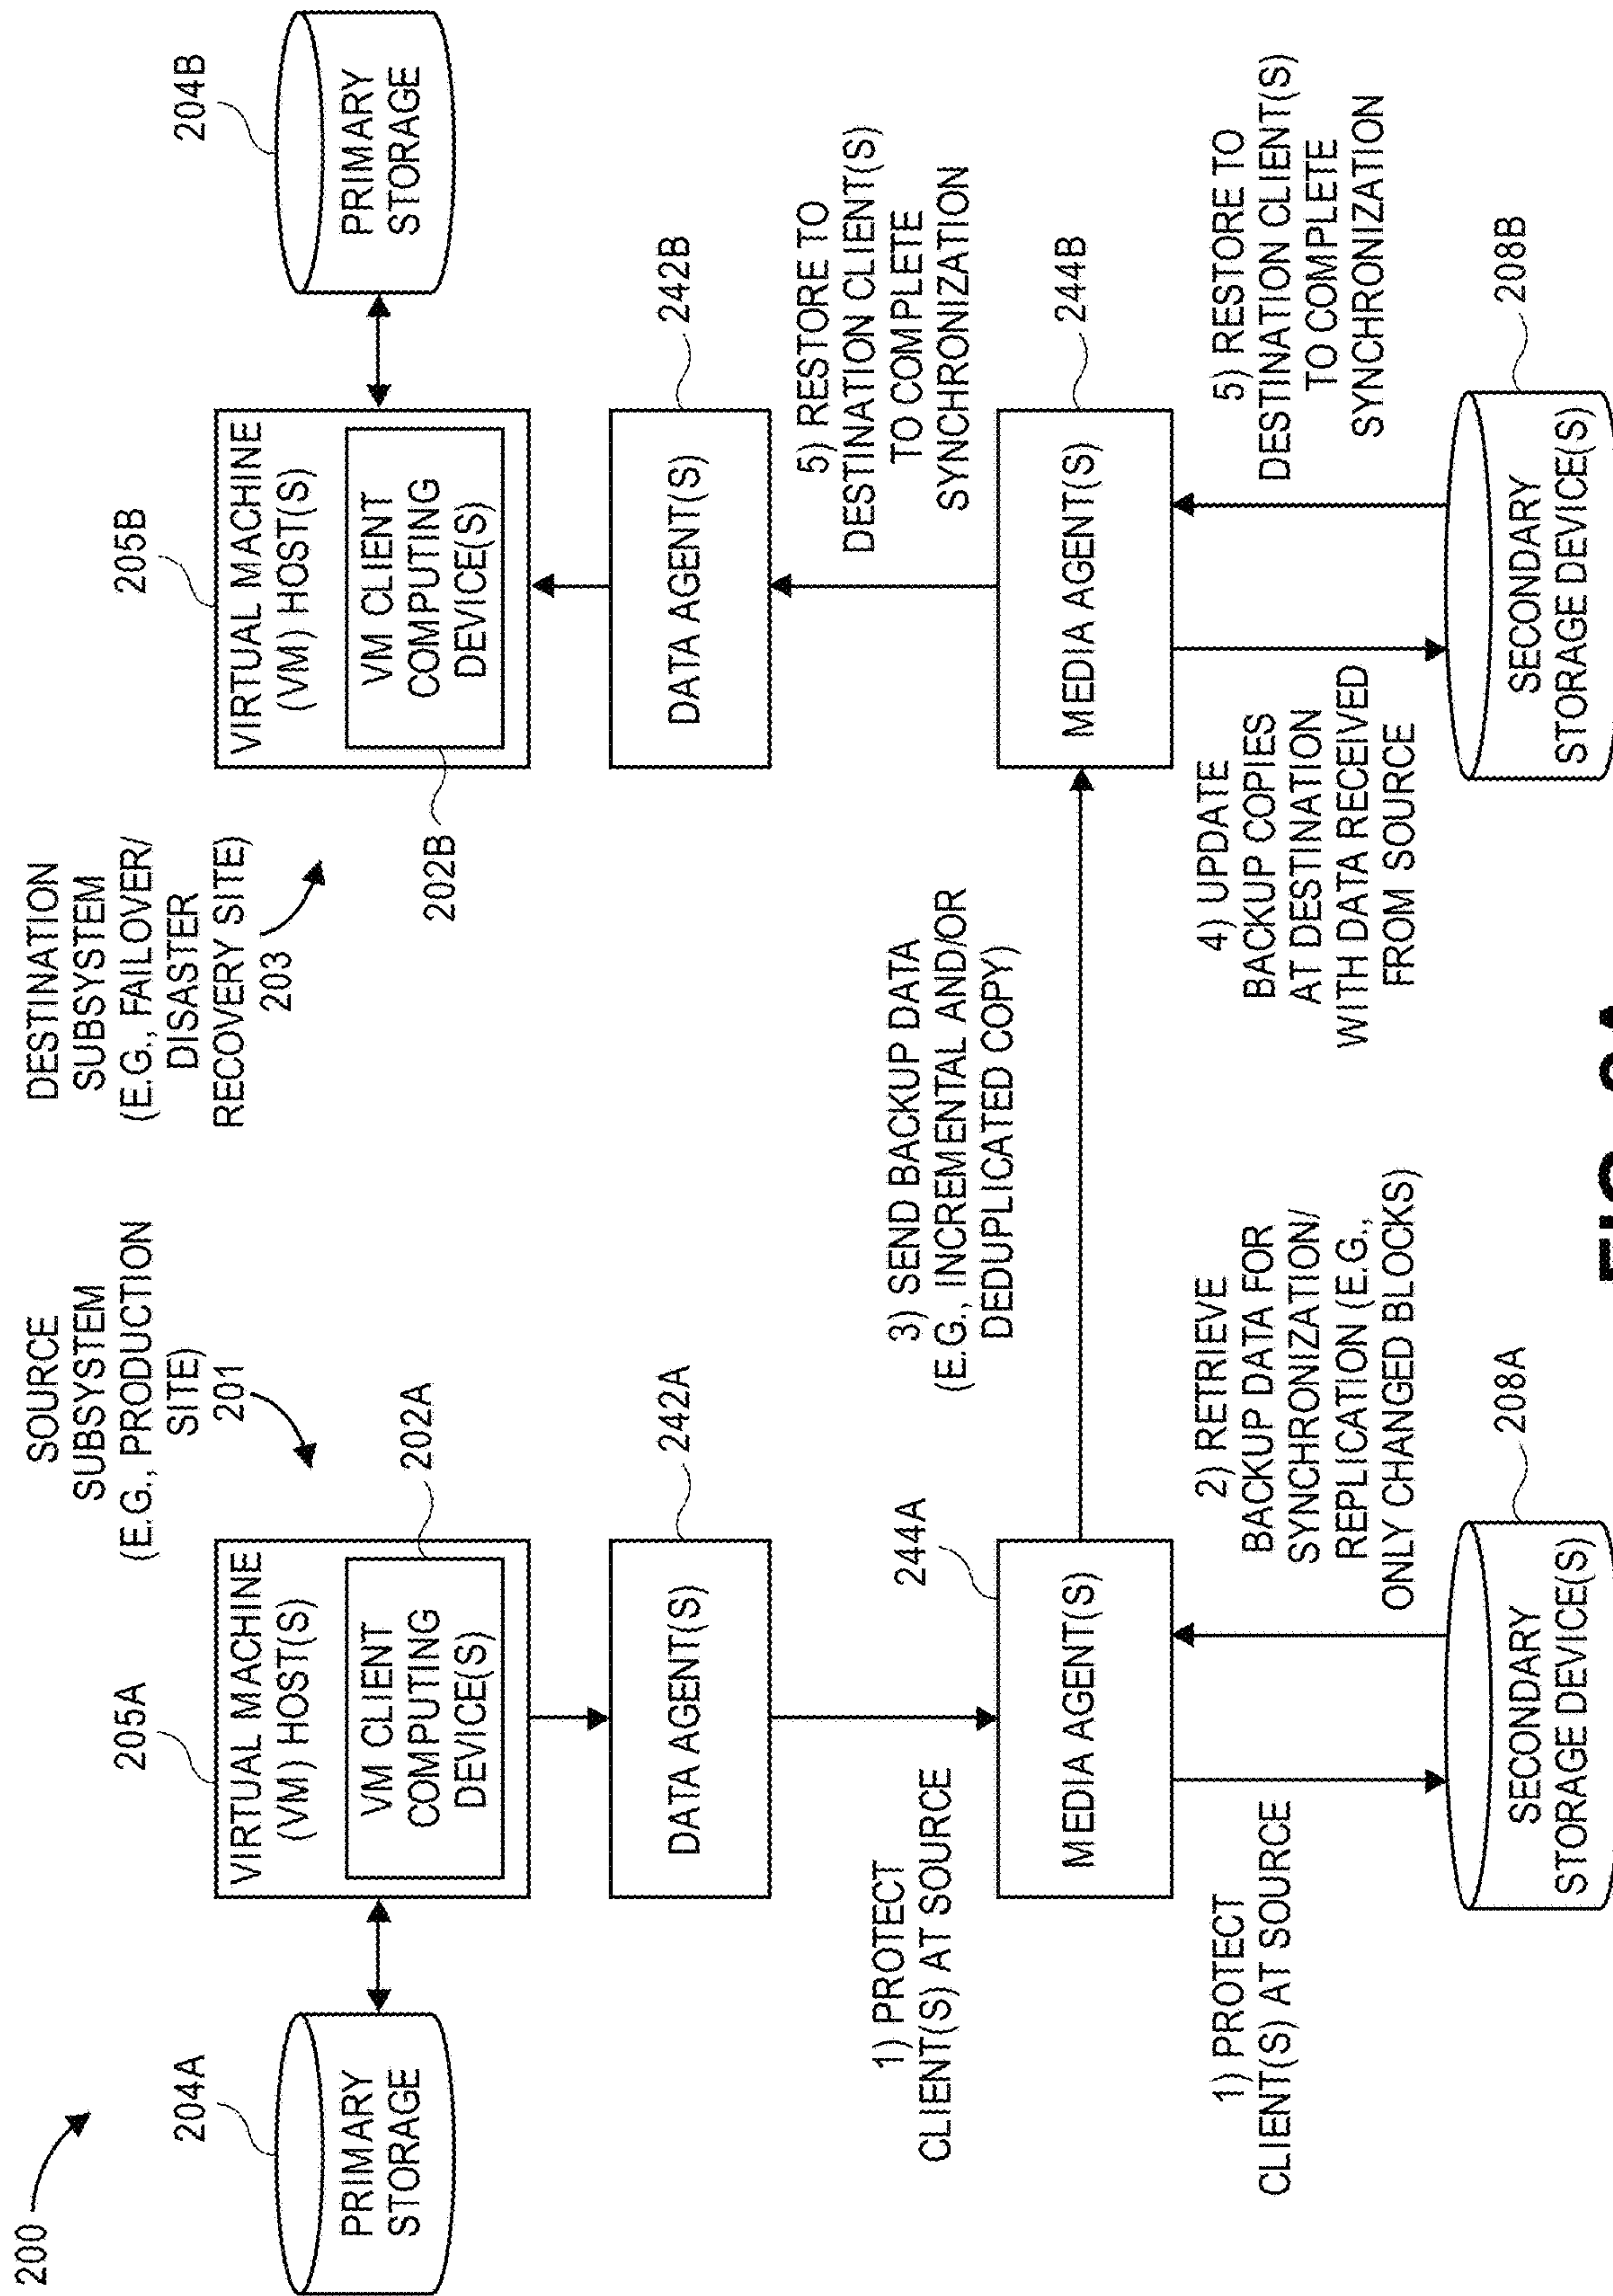 200
SOURCE
SUBSYSTEM
(E.G., PRODUCTION
SITE)
201
DESTINATION
SUBSYSTEM
(E.G., FAILOVER/
DISASTER
RECOVERY SITE)
203
204A
PRIMARY
STORAGE
205A
VIRTUAL MACHINE
(VM) HOST(S)
VM CLIENT
COMPUTING
DEVICE(S)
202A
205B
VIRTUAL MACHINE
(VM) HOST(S)
VM CLIENT
COMPUTING
DEVICE(S)
202B
204B
PRIMARY
STORAGE
DATA AGENT(S)
242A
DATA AGENT(S)
242B
1) PROTECT
CLIENT(S) AT SOURCE
244A
3) SEND BACKUP DATA
(E.G., INCREMENTAL AND/OR
DEDUPLICATED COPY)
5) RESTORE TO
DESTINATION CLIENT(S)
TO COMPLETE
SYNCHRONIZATION
MEDIA AGENT(S)
MEDIA AGENT(S)
244B
1) PROTECT
CLIENT(S) AT SOURCE
2) RETRIEVE
BACKUP DATA FOR
SYNCHRONIZATION/
REPLICATION (E.G.,
ONLY CHANGED BLOCKS)
4) UPDATE
BACKUP COPIES
AT DESTINATION
WITH DATA RECEIVED
FROM SOURCE
5) RESTORE TO
DESTINATION CLIENT(S)
TO COMPLETE
SYNCHRONIZATION
SECONDARY
STORAGE DEVICE(S)
208A
SECONDARY
STORAGE DEVICE(S)
208B